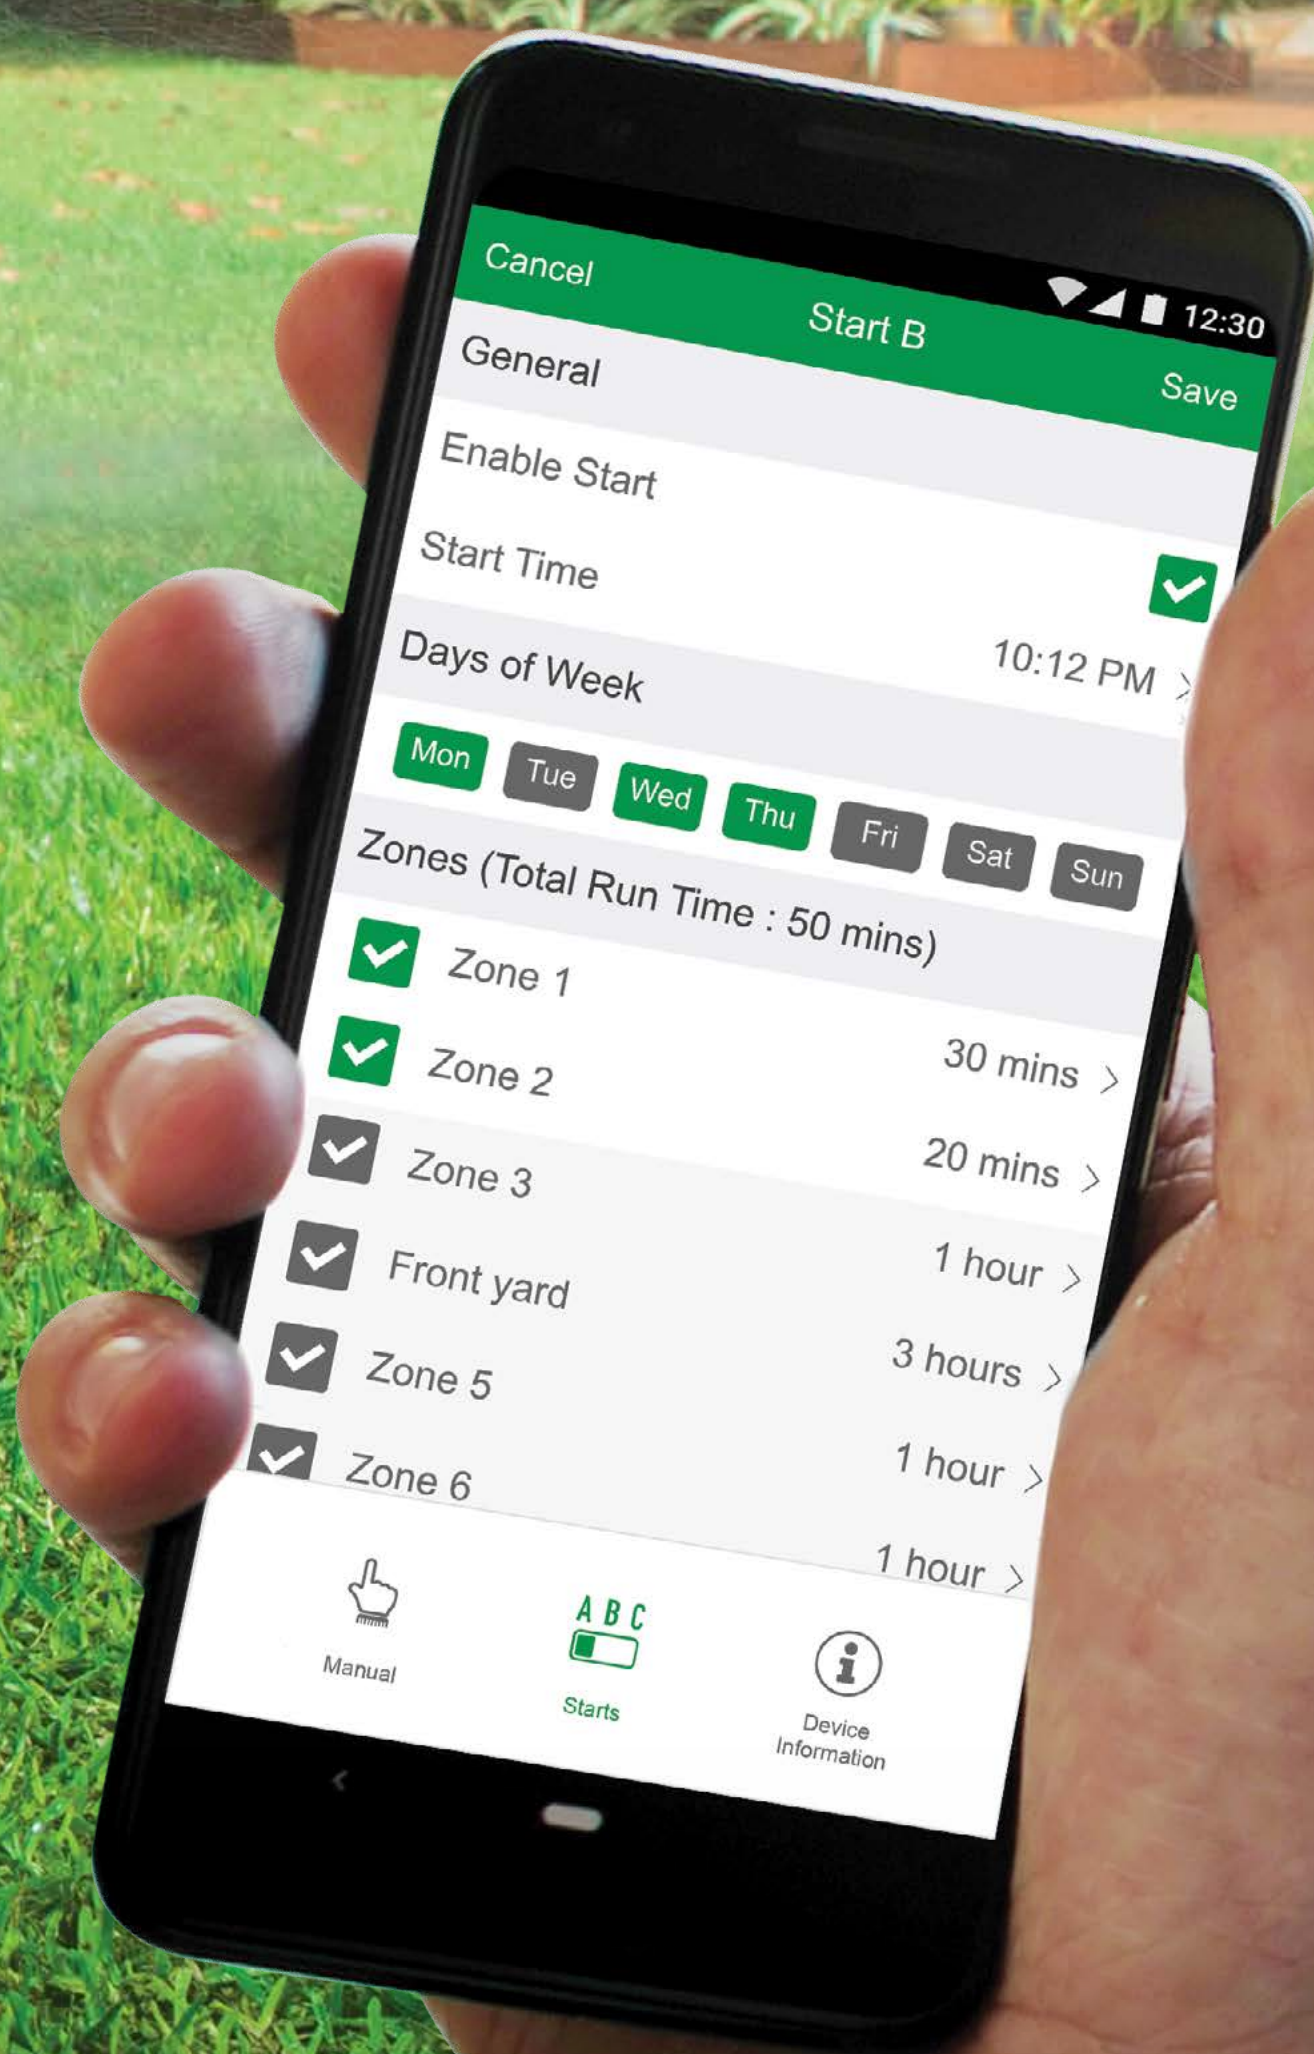 12:30
Cancel Start B Save
General
Enable Start
Start Time 10:12 PM
Days of Week
Mon Tue Wed Thu Fri Sat Sun
Zones (Total Run Time : 50 mins)
Zone 1 30 mins
Zone 2 20 mins
Zone 3 1 hour
Front yard 3 hours
Zone 5 1 hour
Zone 6 1 hour
A B C
Manual Starts Device
Information